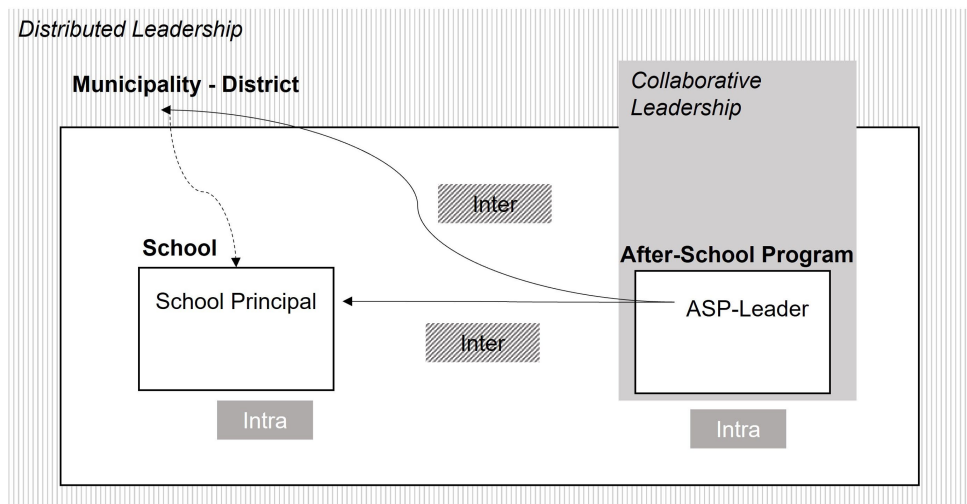 Distributed Leadership
Municipality - District
Collaborative
Leadership
Inter
School
After-School Program
School Principal
ASP-Leader
Inter
Intra
Intra